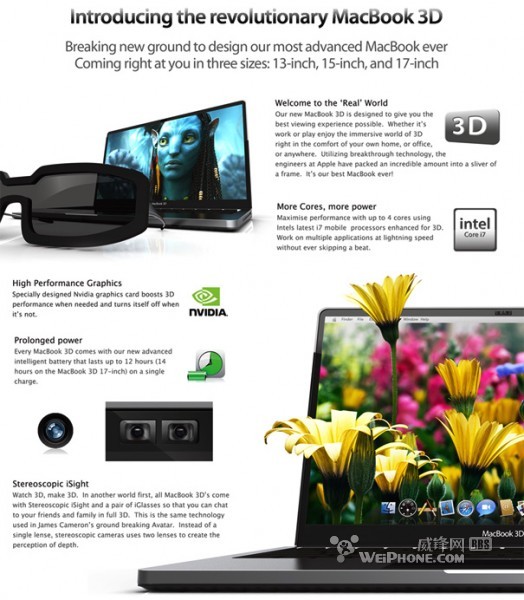 Introducing the revolutionary MacBook 3D
Breaking new ground to design our most advanced MacBook ever
Coming right at you in three sizes: 13-inch, 15-inch, and 17-inch
Welcome to the 'Real' World
Our new MacBook 3D is designed to give you the
best viewing experience possible.  Whether it's
work or play enjoy the immersive world of 3D
right in the comfort of your own home, or office,
or anywhere.  Utilizing breakthrough technology, the
engineers at Apple have packed an incredible amount into a sliver of
a frame.  It's our best MacBook ever!
3D
More Cores, more power
Maximise performance with up to 4 cores using
Intels latest i7 mobile  processors enhanced for 3D.
Work on multiple applications at lightning speed
without ever skipping a beat.
intel
Core i7
High Performance Graphics
Specially designed Nvidia graphics card boosts 3D
performance when needed and turns itself off when
it's not.
NVIDIA.
Prolonged power
Every MacBook 3D comes with our new advanced
intelligent battery that lasts up to 12 hours (14
hours on the MacBook 3D 17-inch) on a single
charge.
Stereoscopic iSight
Watch 3D, make 3D.  In another world first, all MacBook 3D's come
with Stereoscopic iSight and a pair of iGlasses so that you can chat
to your friends and family in full 3D.  This is the same technology
used in James Cameron's ground breaking Avatar.  Instead of a
single lense, stereoscopic cameras uses two lenses to create the
perception of depth.
Finder File Window Help
MacBook 3D
威锋网 BBS
WEIPHONE.COM